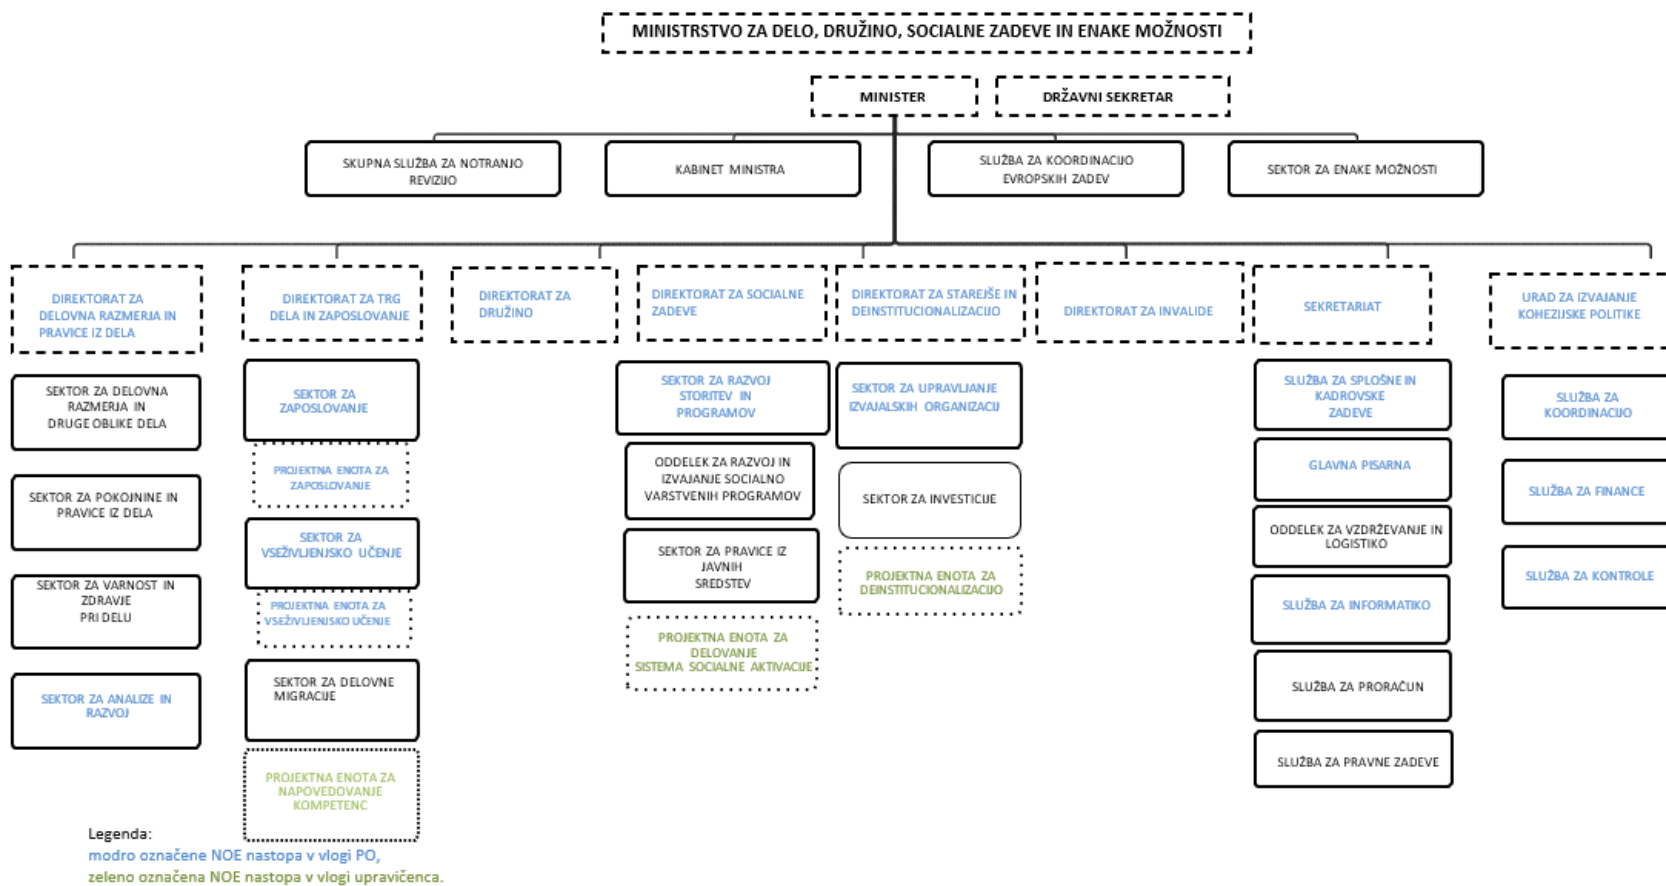 MINISTRSTVO ZA DELO, DRUŽINO, SOCIALNE ZADEVE IN ENAKE MOŽNOSTI
MINISTER
DRŽAVNI SEKRETAR
SKUPNA SLUŽBA ZA NOTRANJO
REVIZIJO
KABINET MINISTRA
SLUŽBA ZA KOORDINACIJO
EVROPSKIH ZADEV
SEKTOR ZA ENAKE MOŽNOSTI
DIREKTORAT ZA
DELOVNA RAZMERJA IN
PRAVICE IZ DELA
SEKTOR ZA DELOVNA
RAZMERJA IN
DRUGE OBLIKE DELA
SEKTOR ZA POKOJNINE IN
PRAVICE IZ DELA
SEKTOR ZA VARNOST IN
ZDRAVJE
PRI DELU
SEKTOR ZA ANALIZE IN
RAZVOJ
DIREKTORAT ZA TRG
DELA IN ZAPOSLOVANJE
SEKTOR ZA
ZAPOSLOVANJE
PROJEKTNA ENOTA ZA
ZAPOSLOVANJE
SEKTOR ZA
VSEŽIVLJENJSKO UČENJE
PROJEKTNA ENOTA ZA
VSEŽIVLJENJSKO UČENJE
SEKTOR ZA DELOVNE
MIGRACIJE
PROJEKTNA ENOTA ZA
NAPOVEDOVANJE
KOMPETENC
DIREKTORAT ZA
DRUŽINO
DIREKTORAT ZA SOCIALNE
ZADEVE
SEKTOR ZA RAZVOJ
STORITEV IN
PROGRAMOV
ODDELEK ZA RAZVOJ IN
IZVAJANJE SOCIALNO
VARSTVENIH PROGRAMOV
SEKTOR ZA PRAVICE IZ
JAVNIH
SREDSTEV
PROJEKTNA ENOTA ZA
DELOVANJE
SISTEMA SOCIALNE AKTIVACIJE
DIREKTORAT ZA STAREJŠE IN
DEINSTITUCIONALIZACIJO
SEKTOR ZA UPRAVLJANJE
IZVAJALSKIH ORGANIZACIJ
SEKTOR ZA INVESTICIJE
PROJEKTNA ENOTA ZA
DEINSTITUCIONALIZACIJO
DIREKTORAT ZA INVALIDE
SEKRETARIAT
SLUŽBA ZA SPLOŠNE IN
KADROVSKE
ZADEVE
GLAVNA PISARNA
ODDELEK ZA VZDRŽEVANJE IN
LOGISTIKO
SLUŽBA ZA INFORMATIKO
SLUŽBA ZA PRORAČUN
SLUŽBA ZA PRAVNE ZADEVE
URAD ZA IZVAJANJE
KOHEZIJSKE POLITIKE
SLUŽBA ZA
KOORDINACIJO
SLUŽBA ZA FINANCE
SLUŽBA ZA KONTROLE
Legenda:
modro označene NOE nastopa v vlogi PO,
zeleno označena NOE nastopa v vlogi upravičenca.